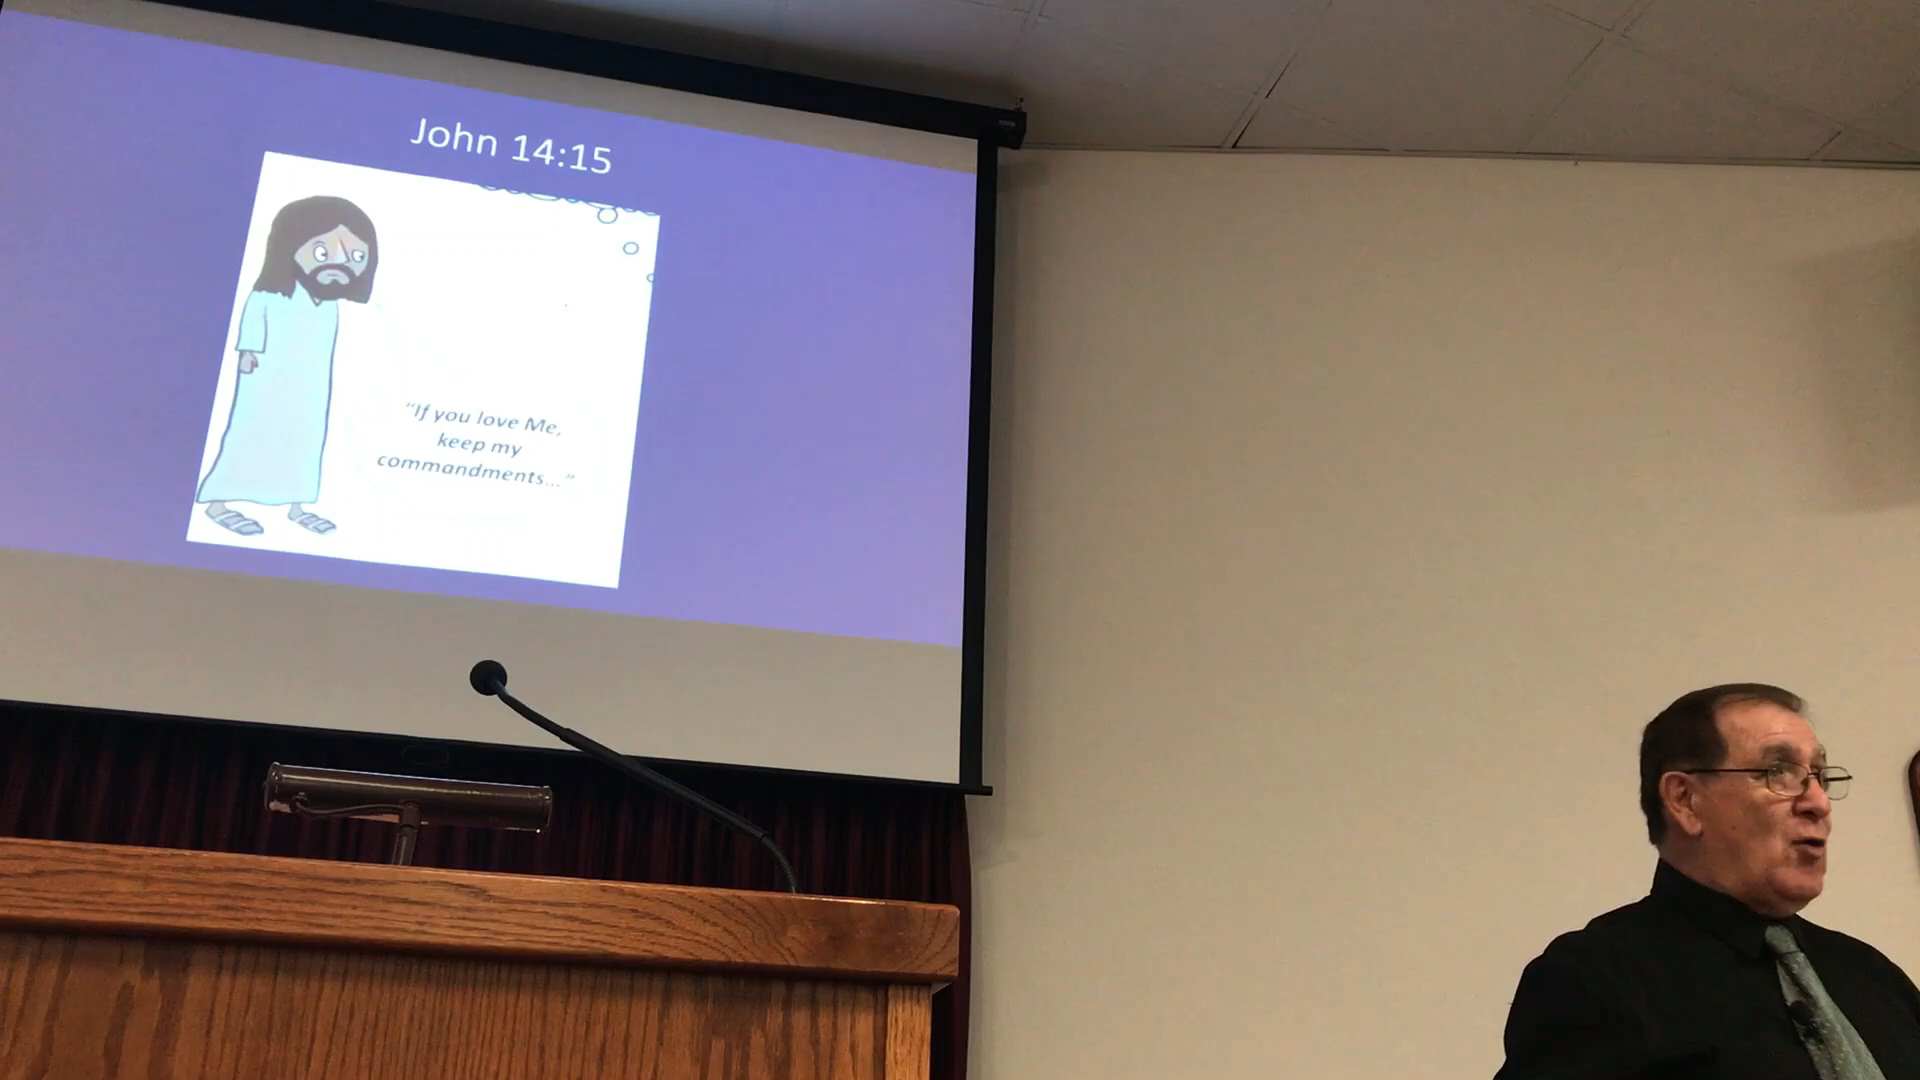 John 14:15
“If you love Me,
keep my
commandments...”